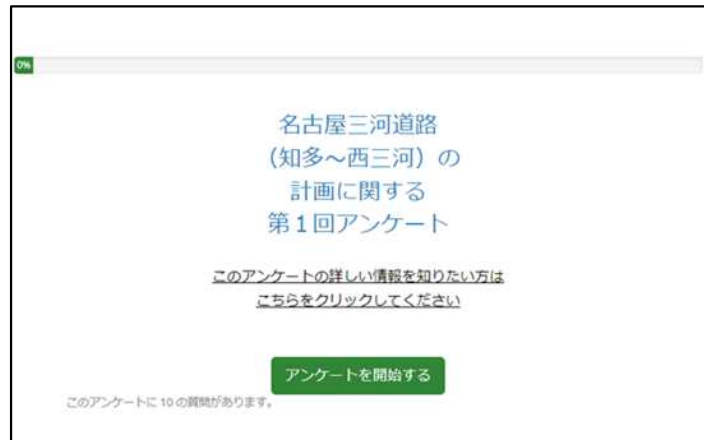 0%
名古屋三河道路
（知多～西三河）の
計画に関する
第１回アンケート
このアンケートの詳しい情報を知りたい方は
こちらをクリックしてください
アンケートを開始する
このアンケートに 10 の質問があります。